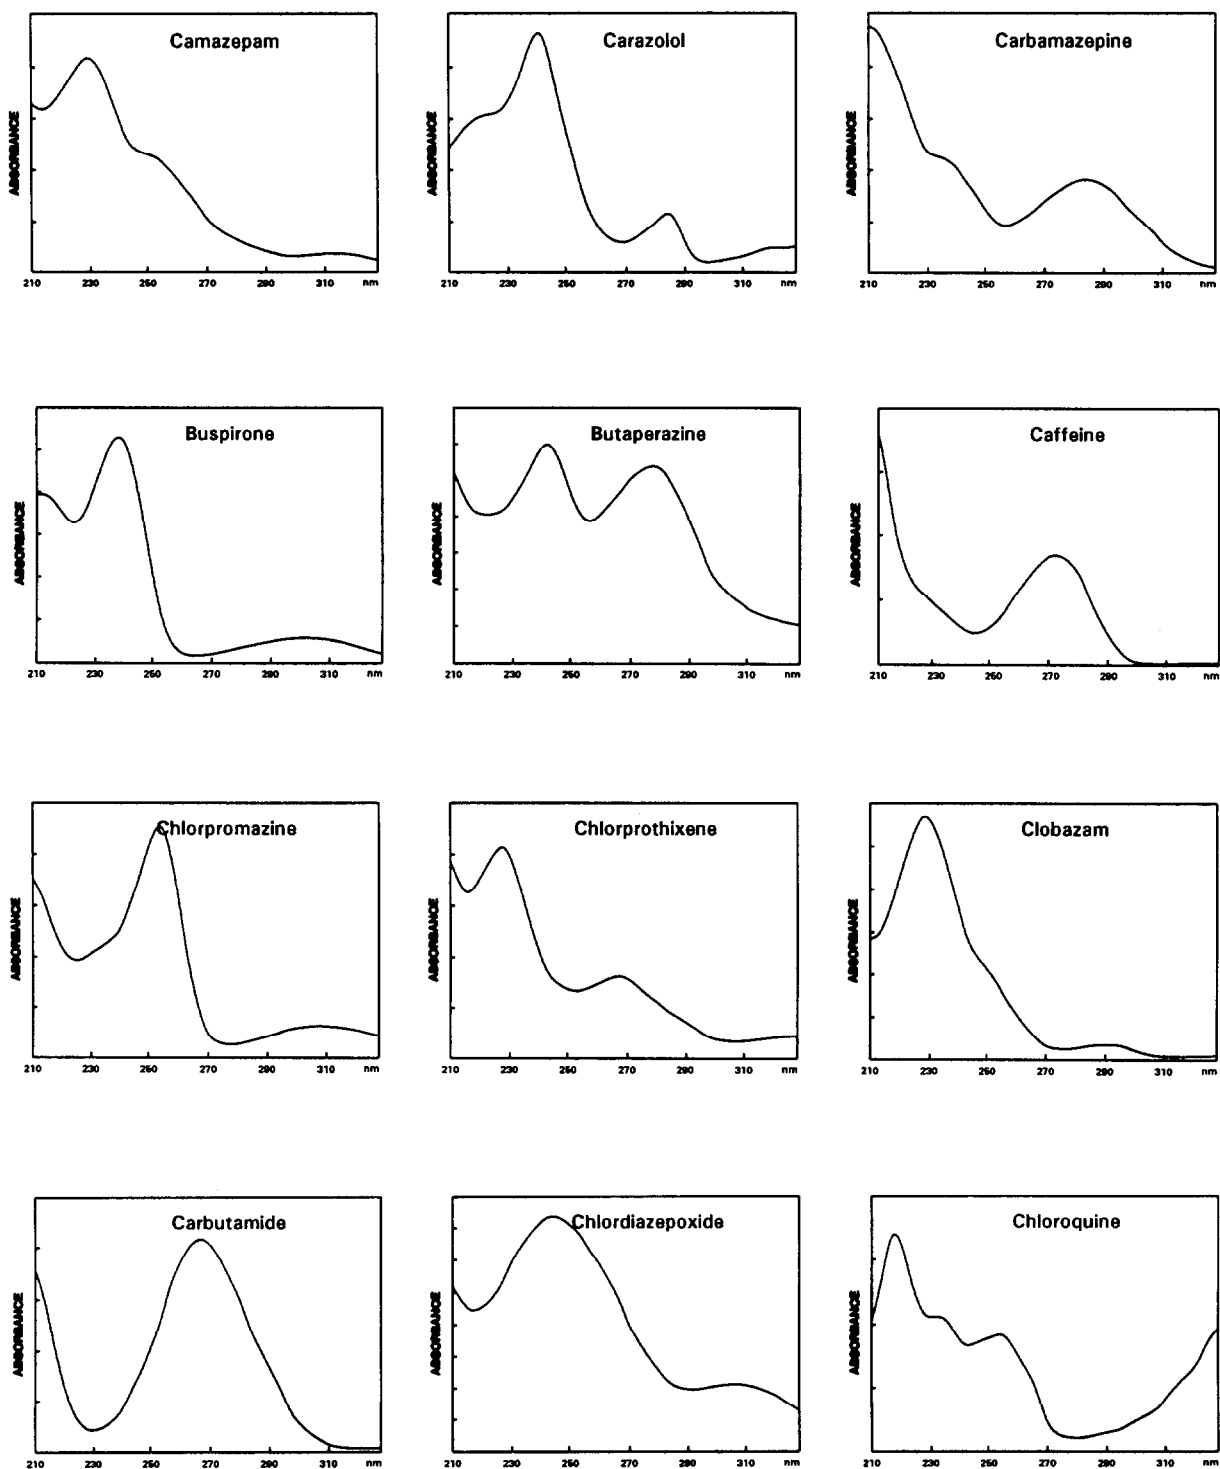 Camazepam
ABSORBANCE
210 230 250 270 290 310 nm
Carazolol
ABSORBANCE
210 230 250 270 290 310 nm
Carbamazepine
ABSORBANCE
210 230 250 270 290 310 nm
Buspirone
ABSORBANCE
210 230 250 270 290 310 nm
Butaperazine
ABSORBANCE
210 230 250 270 290 310 nm
Caffeine
ABSORBANCE
210 230 250 270 290 310 nm
Chlorpromazine
ABSORBANCE
210 230 250 270 290 310 nm
Chlorprothixene
ABSORBANCE
210 230 250 270 290 310 nm
Clobazam
ABSORBANCE
210 230 250 270 290 310 nm
Carbutamide
ABSORBANCE
210 230 250 270 290 310 nm
Chlordiazepoxide
ABSORBANCE
210 230 250 270 290 310 nm
Chloroquine
ABSORBANCE
210 230 250 270 290 310 nm